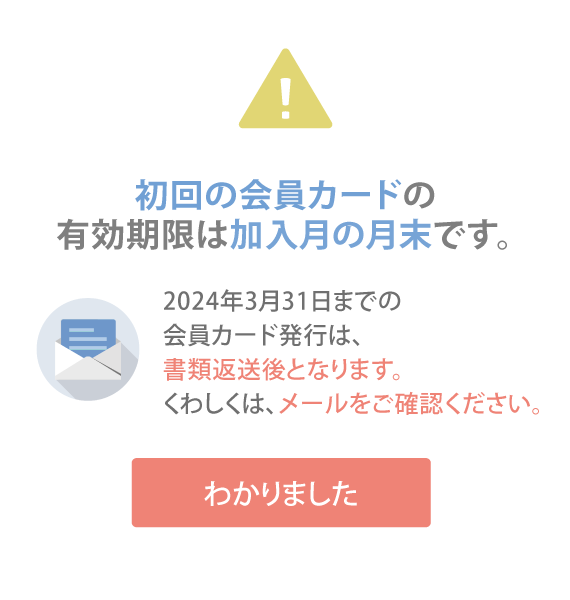 初回の会員カードの
有効期限は加入月の月末です。
2024年3月31日までの
会員カード発行は、
書類返送後となります。
くわしくは、メールをご確認ください。
わかりました